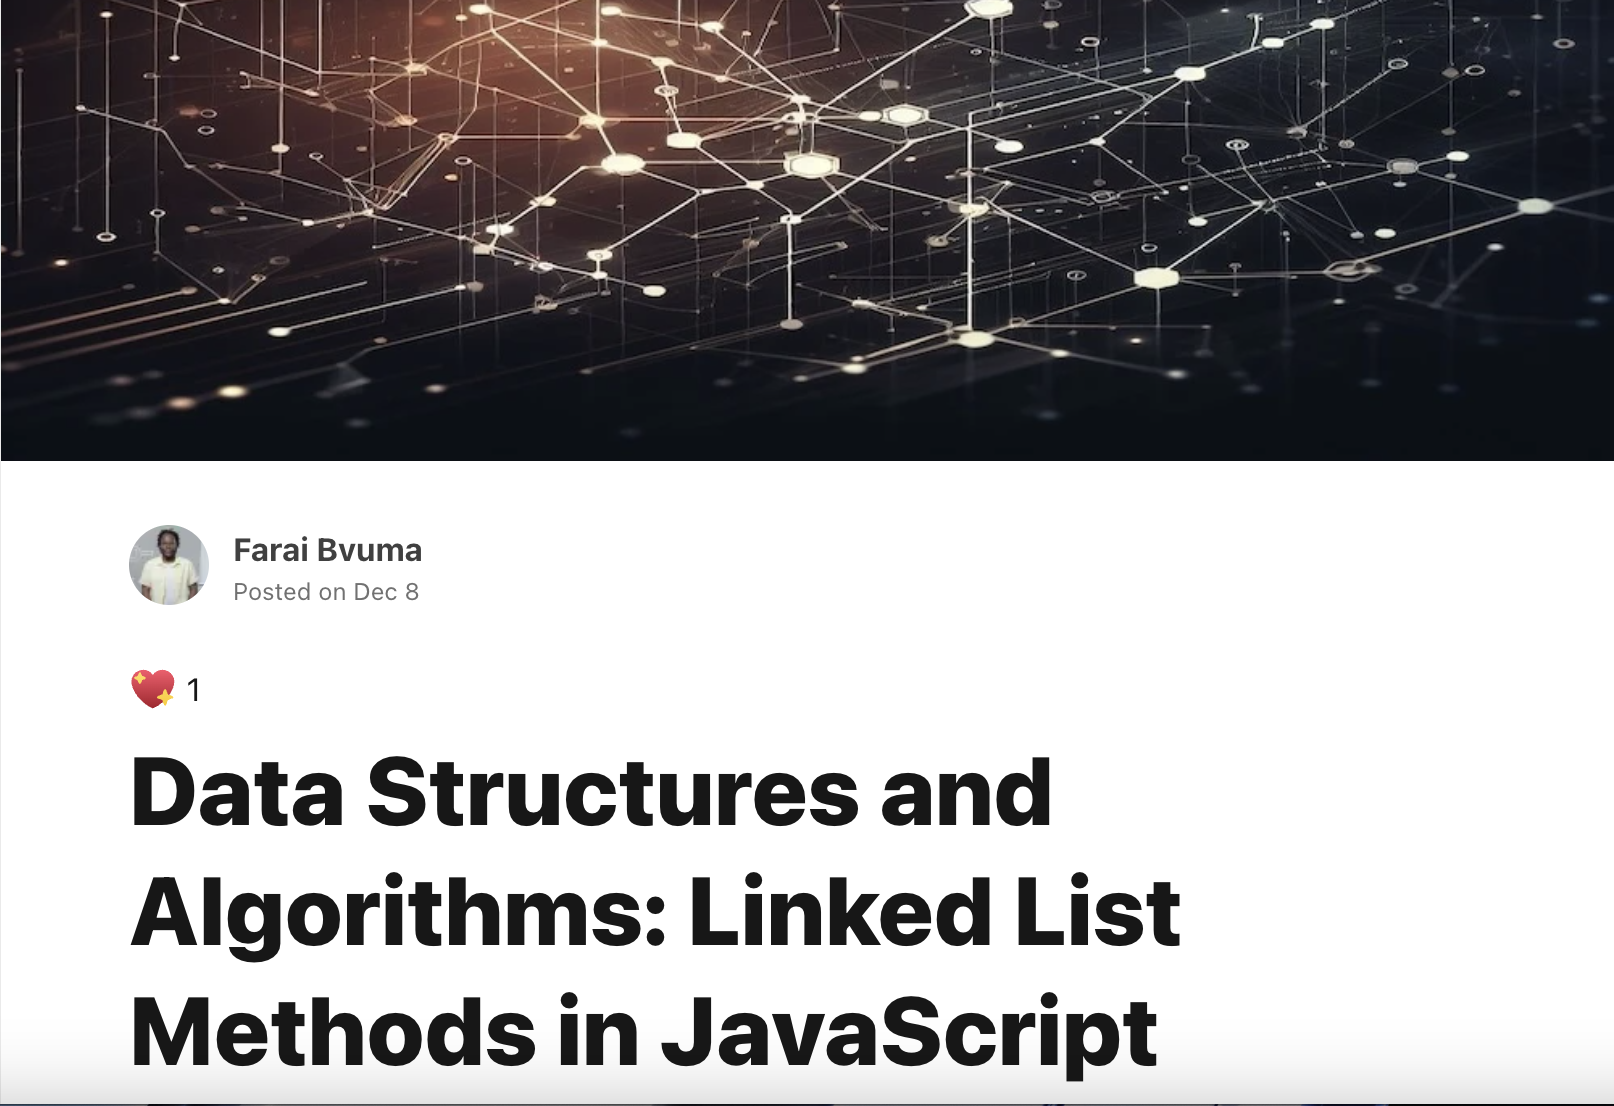 Farai Bvuma
Posted on Dec 8
1
Data Structures and
Algorithms: Linked List
Methods in JavaScript